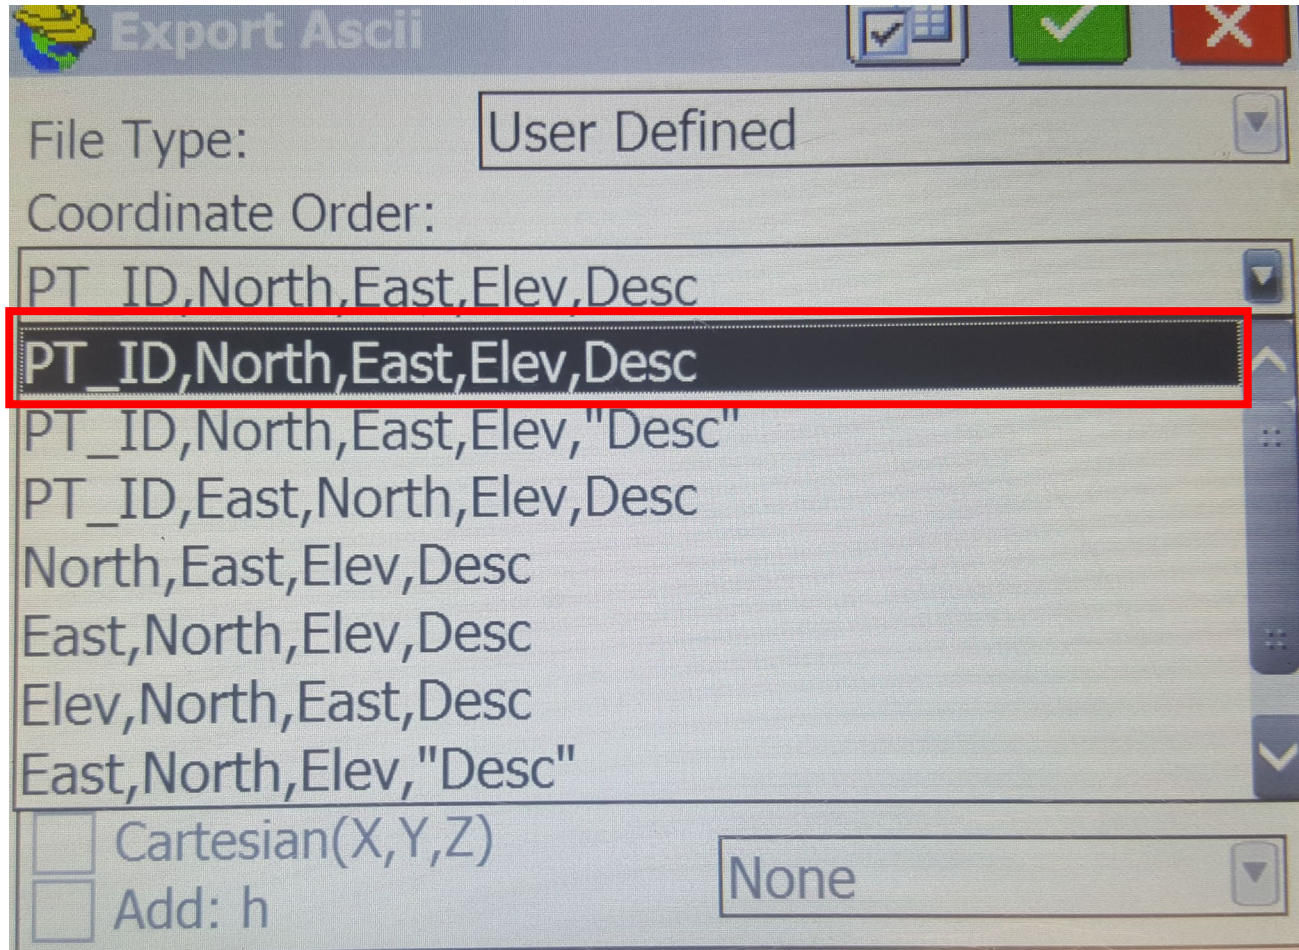 Export Ascii
File Type: User Defined
Coordinate Order:
PT_ID,North,East,Elev,Desc
PT_ID,North,East,Elev,Desc
PT_ID,North,East,Elev,"Desc"
PT_ID,East,North,Elev,Desc
North,East,Elev,Desc
East,North,Elev,Desc
Elev,North,East,Desc
East,North,Elev,"Desc"
Cartesian(X,Y,Z)
None
Add: h